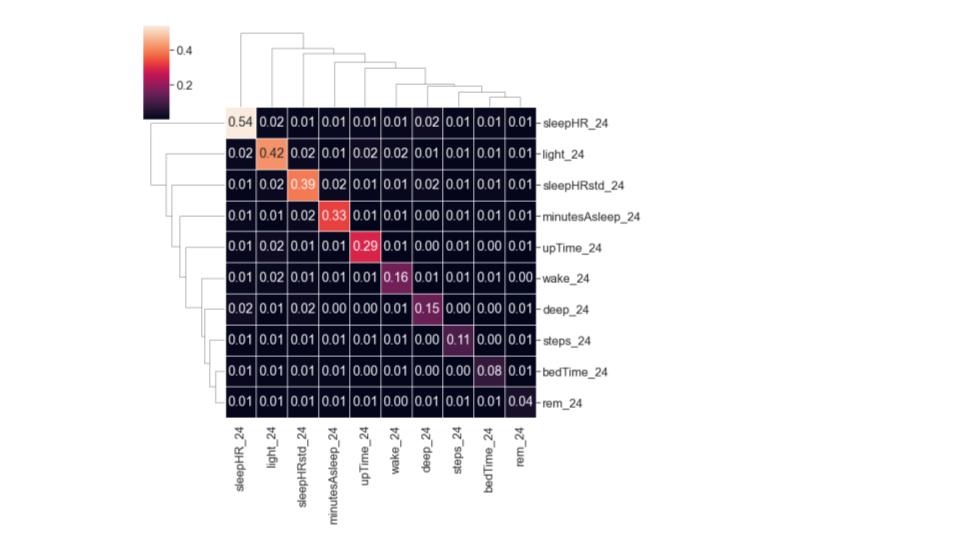 0.4
0.2
0.54 0.02 0.01 0.01 0.01 0.01 0.02 0.01 0.01 0.01 sleepHR_24
0.02 0.42 0.02 0.01 0.02 0.02 0.01 0.01 0.01 0.01 light_24
0.01 0.02 0.39 0.02 0.01 0.01 0.02 0.01 0.01 0.01 sleepHRstd_24
0.01 0.01 0.02 0.33 0.01 0.01 0.00 0.01 0.01 0.01 minutesAsleep_24
0.01 0.02 0.01 0.01 0.29 0.01 0.00 0.01 0.00 0.01 upTime_24
0.01 0.02 0.01 0.01 0.01 0.16 0.01 0.01 0.01 0.00 wake_24
0.02 0.01 0.02 0.00 0.00 0.01 0.15 0.00 0.00 0.01 deep_24
0.01 0.01 0.01 0.01 0.01 0.01 0.00 0.11 0.00 0.01 steps_24
0.01 0.01 0.01 0.01 0.00 0.01 0.00 0.00 0.08 0.01 bedTime_24
0.01 0.01 0.01 0.01 0.01 0.00 0.01 0.01 0.01 0.04 rem_24
sleepHR_24
light_24
sleepHRstd_24
minutesAsleep_24
upTime_24
wake_24
deep_24
steps_24
bedTime_24
rem_24